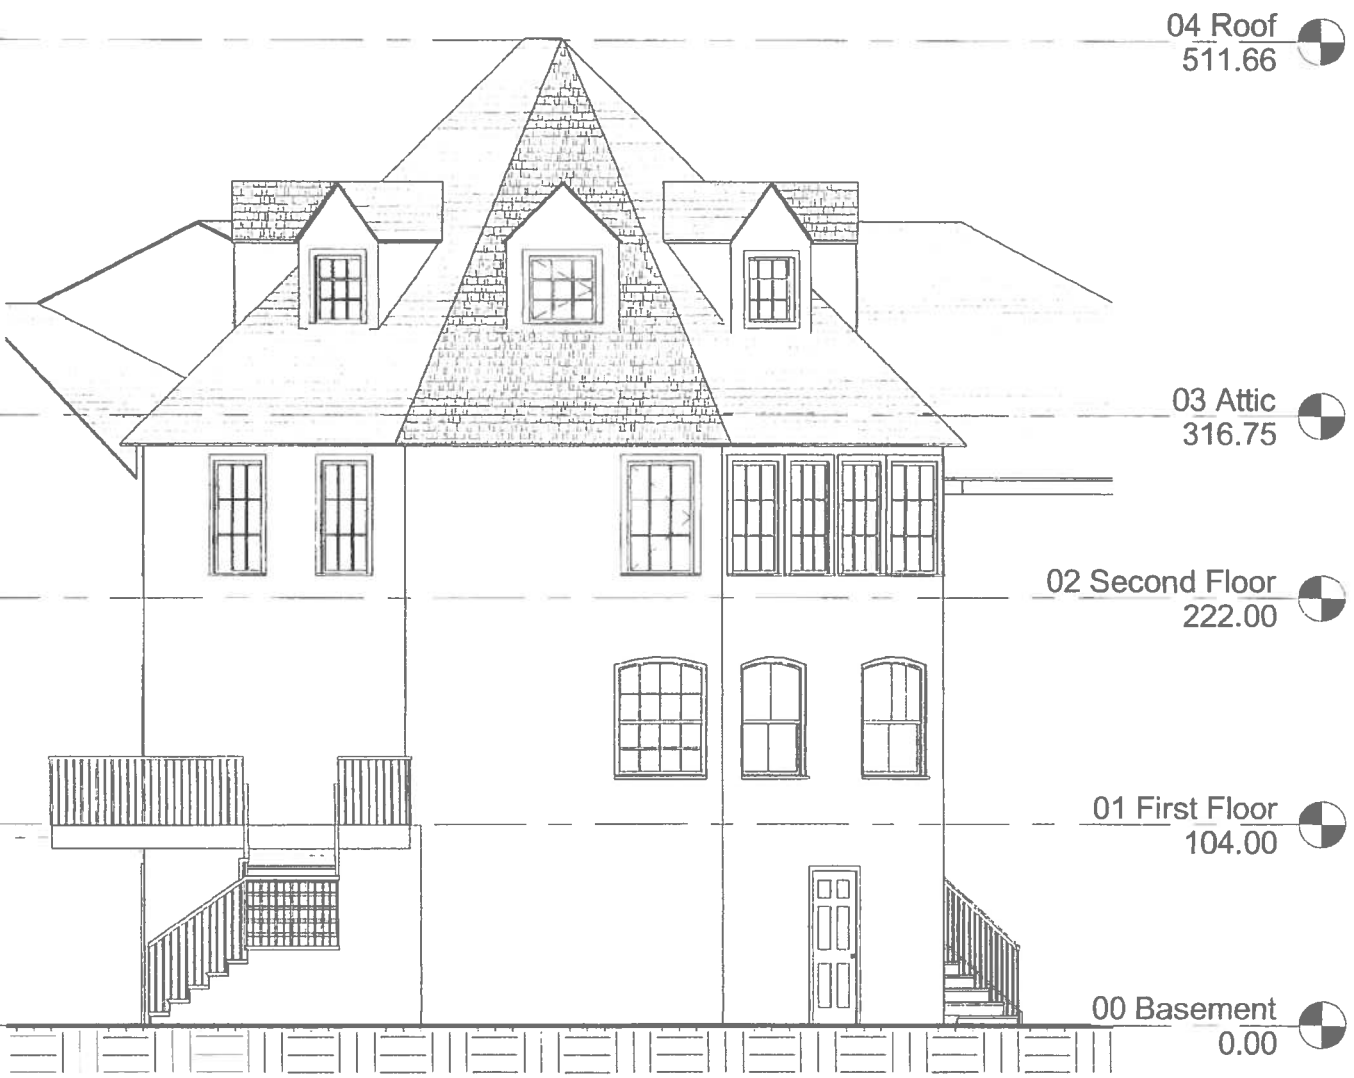 04 Roof
511.66
03 Attic
316.75
02 Second Floor
222.00
01 First Floor
104.00
00 Basement
0.00